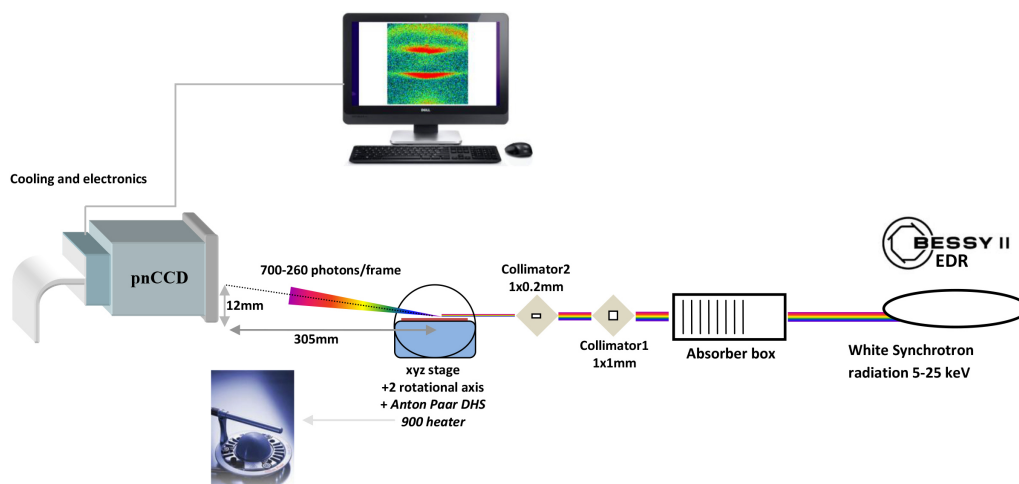 Cooling and electronics
pnCCD
700-260 photons/frame
12mm
305mm
xyz stage
+2 rotational axis
+ Anton Paar DHS
900 heater
Collimator2
1x0.2mm
Collimator1
1x1mm
Absorber box
BESSY II
EDR
White Synchrotron
radiation 5-25 keV
DELL